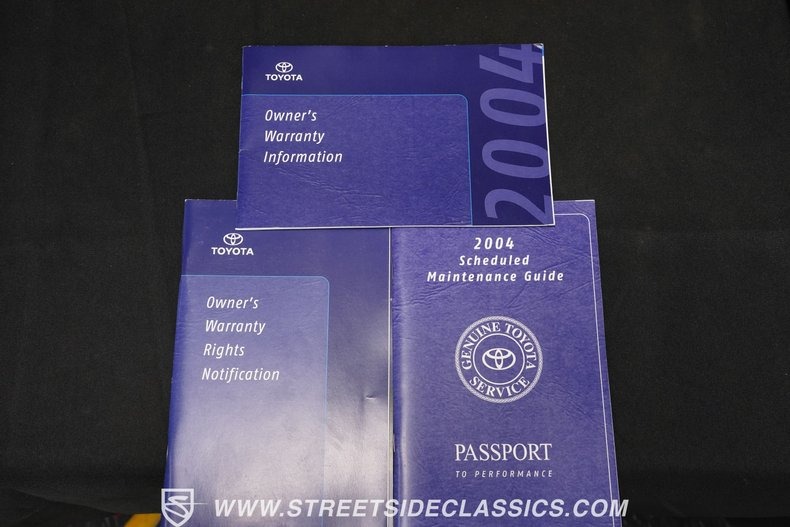 TOYOTA
Owner's
Warranty
Information
2004
TOYOTA
Owner's
Warranty
Rights
Notification
2004
Scheduled
Maintenance Guide
GENUINE TOYOTA
SERVICE
PASSPORT
TO PERFORMANCE
WWW.STREETSIDECLASSICS.COM